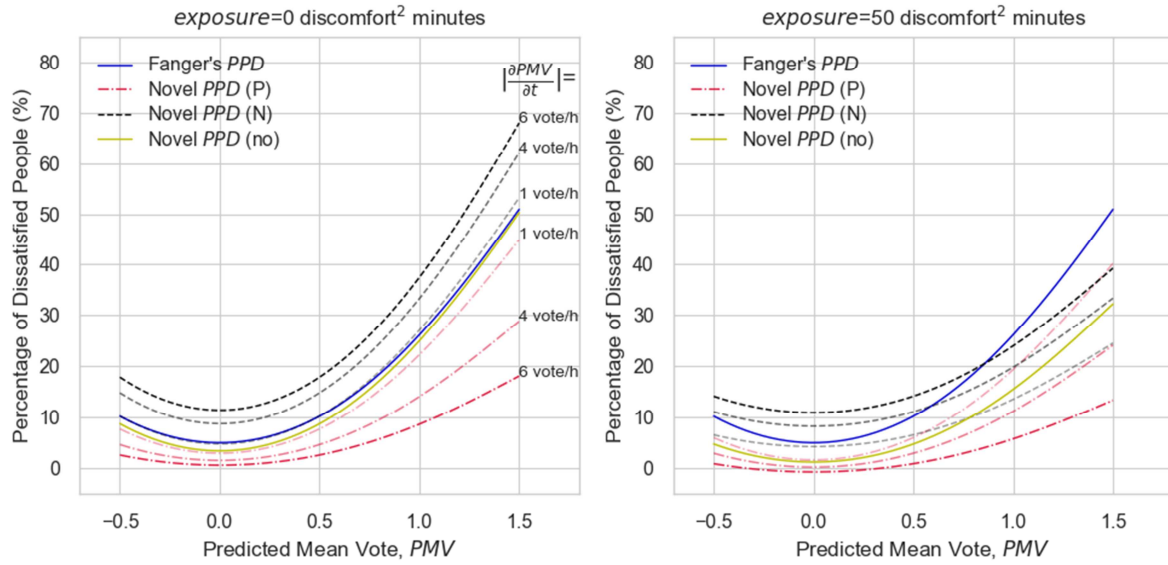 exposure=0 discomfort² minutes
Percentage of Dissatisfied People (%)
80
70
60
50
40
30
20
10
0
Fanger's PPD
Novel PPD (P)
Novel PPD (N)
Novel PPD (no)
|∂PMV/∂t|=
6 vote/h
4 vote/h
1 vote/h
1 vote/h
4 vote/h
6 vote/h
−0.5 0.0 0.5 1.0 1.5
Predicted Mean Vote, PMV
exposure=50 discomfort² minutes
Percentage of Dissatisfied People (%)
80
70
60
50
40
30
20
10
0
Fanger's PPD
Novel PPD (P)
Novel PPD (N)
Novel PPD (no)
−0.5 0.0 0.5 1.0 1.5
Predicted Mean Vote, PMV